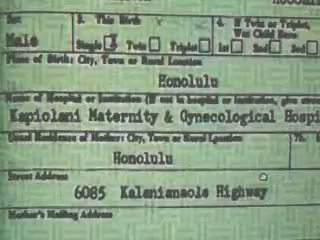 Sex 3. This Birth 4. If Twin or Triplet,
Was Child Born
Male Single Twin Triplet 1st 2nd 3rd
Place of Birth: City, Town or Rural Location
Honolulu
Name of Hospital or Institution (If not in hospital or institution, give
Kapiolani Maternity & Gynecological Hospi
Usual Residence of Mother: City, Town or Rural Location 7b.
Honolulu
Street Address
6085 Kalanianaole Highway
Mother's Mailing Address